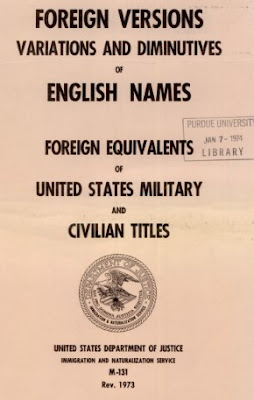 FOREIGN VERSIONS
VARIATIONS AND DIMINUTIVES
OF
ENGLISH NAMES
PURDUE UNIVERSITY
JAN 7 - 1974
LIBRARY
FOREIGN EQUIVALENTS
OF
UNITED STATES MILITARY
AND
CIVILIAN TITLES
UNITED STATES DEPARTMENT OF JUSTICE
IMMIGRATION AND NATURALIZATION SERVICE
M-131
Rev. 1973